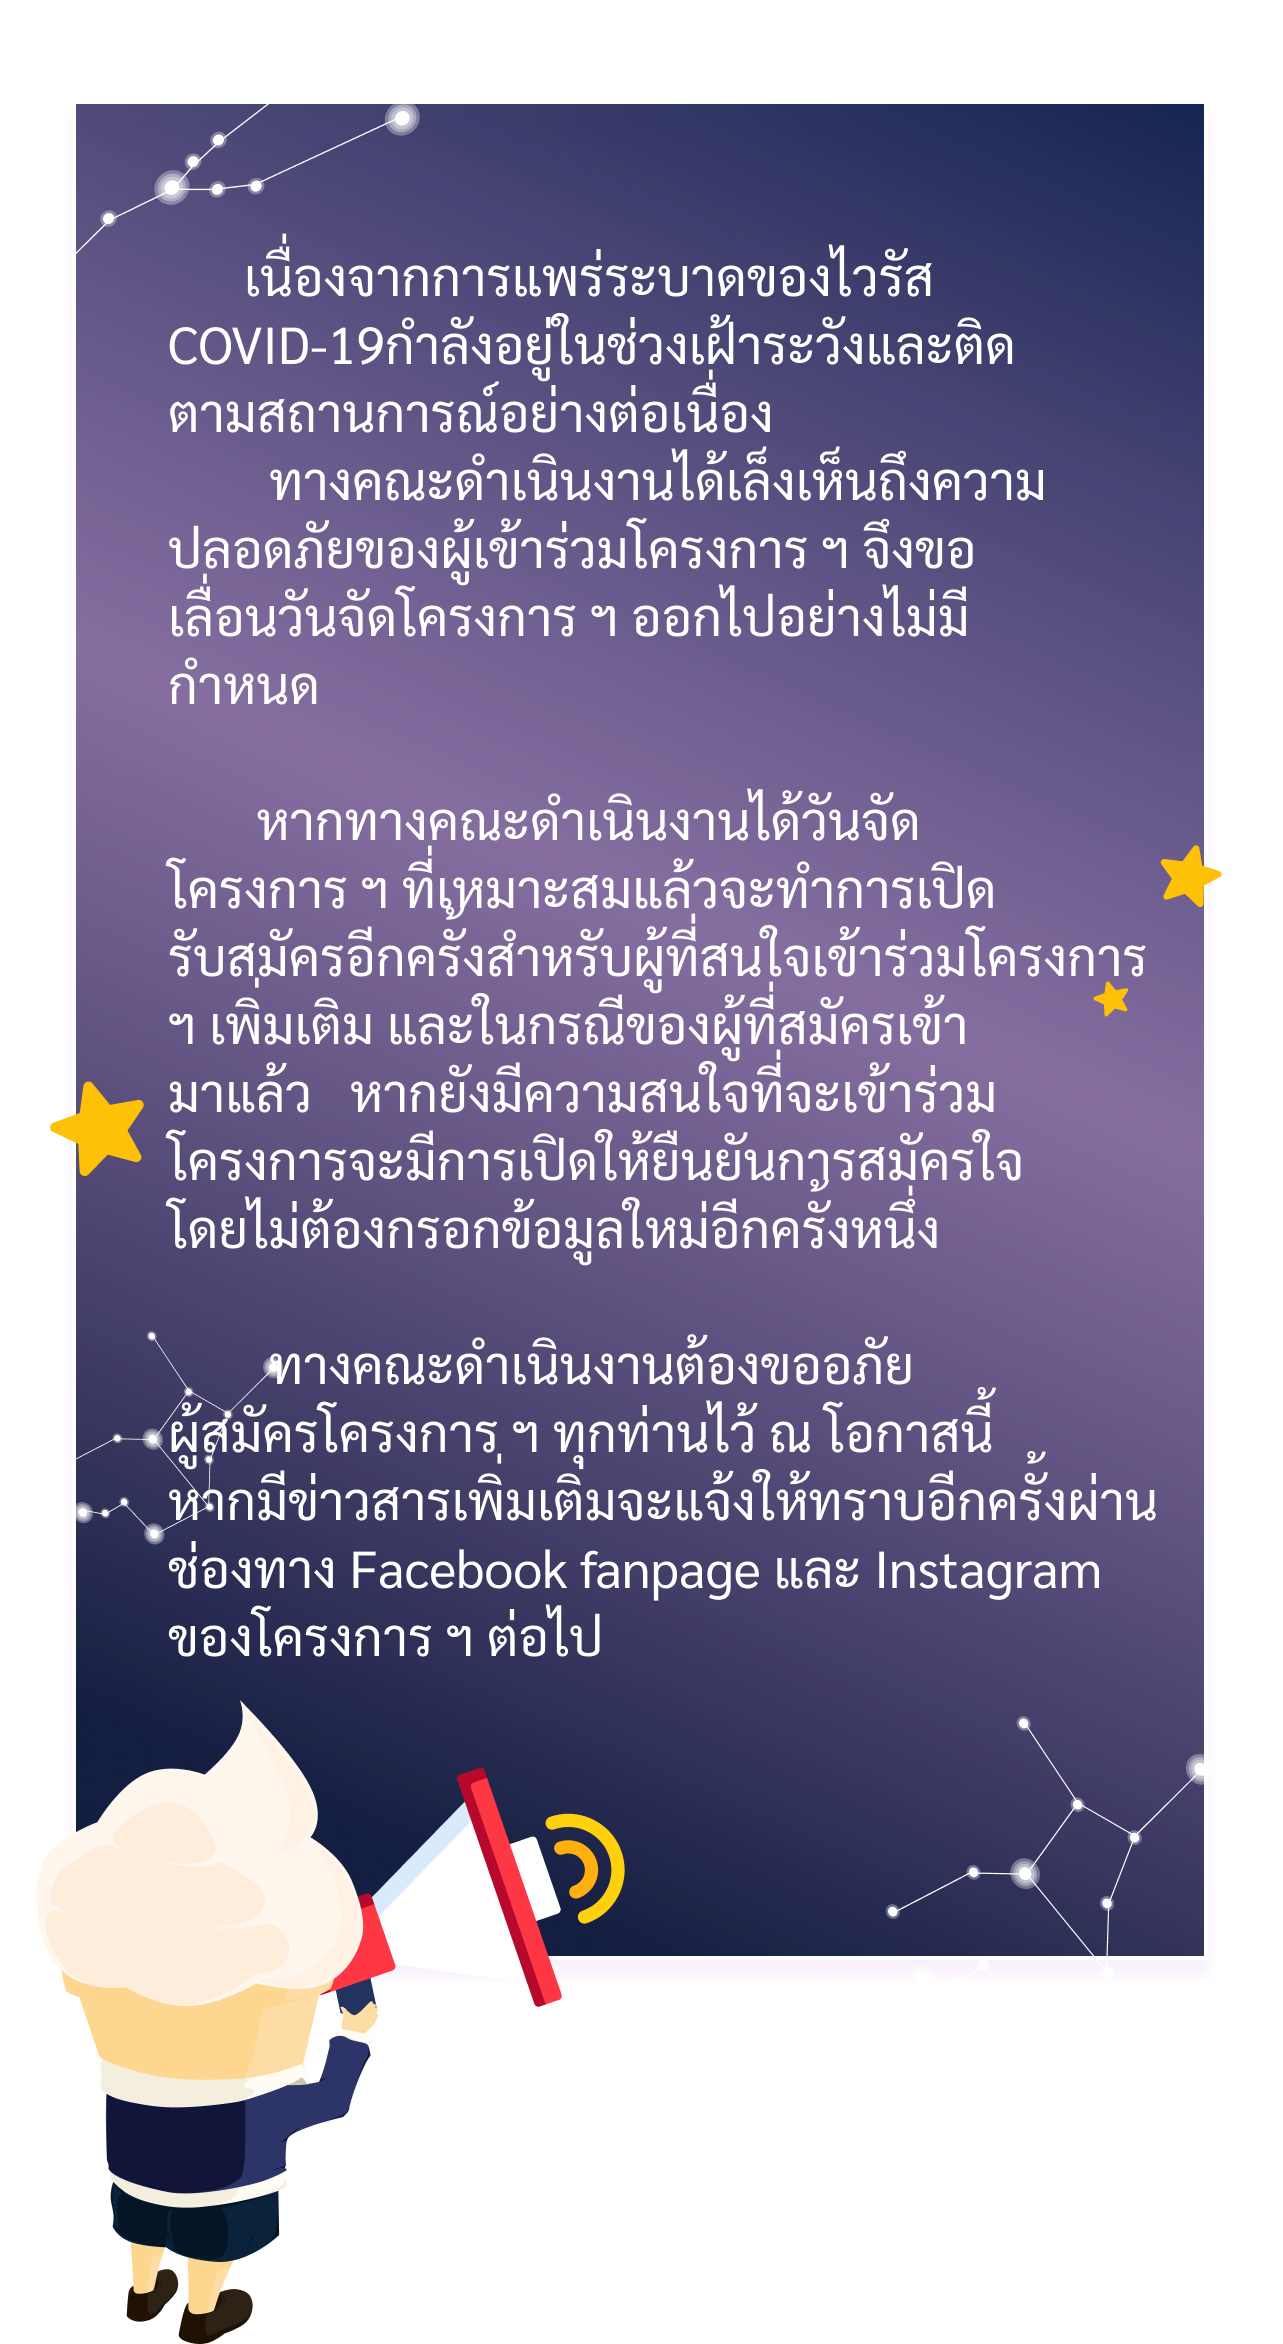 เนื่องจากการแพร่ระบาดของไวรัส
COVID-19กำลังอยู่ในช่วงเฝ้าระวังและติด
ตามสถานการณ์อย่างต่อเนื่อง
ทางคณะดำเนินงานได้เล็งเห็นถึงความ
ปลอดภัยของผู้เข้าร่วมโครงการ ฯ จึงขอ
เลื่อนวันจัดโครงการ ฯ ออกไปอย่างไม่มี
กำหนด
หากทางคณะดำเนินงานได้วันจัด
โครงการ ฯ ที่เหมาะสมแล้วจะทำการเปิด
รับสมัครอีกครั้งสำหรับผู้ที่สนใจเข้าร่วมโครงการ
ฯ เพิ่มเติม และในกรณีของผู้ที่สมัครเข้า
มาแล้ว หากยังมีความสนใจที่จะเข้าร่วม
โครงการจะมีการเปิดให้ยืนยันการสมัครใจ
โดยไม่ต้องกรอกข้อมูลใหม่อีกครั้งหนึ่ง
ทางคณะดำเนินงานต้องขออภัย
ผู้สมัครโครงการ ฯ ทุกท่านไว้ ณ โอกาสนี้
หากมีข่าวสารเพิ่มเติมจะแจ้งให้ทราบอีกครั้งผ่าน
ช่องทาง Facebook fanpage และ Instagram
ของโครงการ ฯ ต่อไป